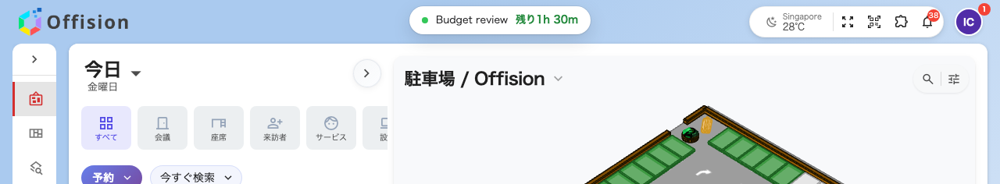 Offision
Budget review 残り1h 30m
Singapore
28°C
38
IC
1
今日
金曜日
駐車場 / Offision
すべて
会議
座席
来訪者
サービス
予約
今すぐ検索